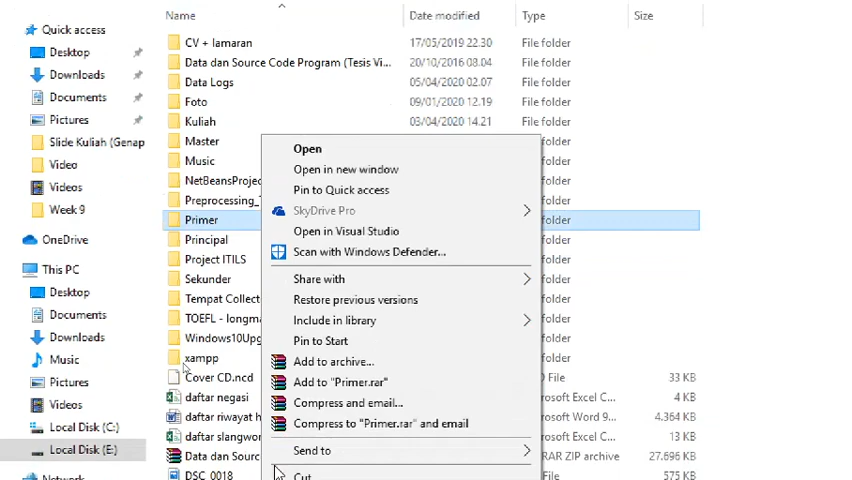 Name Date modified Type Size
Quick access
Desktop
Downloads
Documents
Pictures
Slide Kuliah (Genap
Video
Videos
Week 9
OneDrive
This PC
Desktop
Documents
Downloads
Music
Pictures
Videos
Local Disk (C:)
Local Disk (E:)
Network
CV + lamaran 17/05/2019 22.30 File folder
Data dan Source Code Program (Tesis Vi... 20/10/2016 08.04 File folder
Data Logs 05/04/2020 02.07 File folder
Foto 09/01/2020 12.19 File folder
Kuliah 03/04/2020 14.21 File folder
Master folder
Music folder
NetBeansProjec folder
Preprocessing_T folder
Primer folder
Principal folder
Project ITILS folder
Sekunder folder
Tempat Collect folder
TOEFL - longma folder
Windows10Upg folder
xampp folder
Cover CD.ncd File 33 KB
daftar negasi osoft Excel C... 4 KB
daftar riwayat h osoft Word 9... 4.364 KB
daftar slangwor osoft Excel C... 60 KB
Data dan Sourc RAR ZIP archive 27.696 KB
DSC_0018 File 575 KB
Open
Open in new window
Pin to Quick access
SkyDrive Pro
Open in Visual Studio
Scan with Windows Defender...
Share with
Restore previous versions
Include in library
Pin to Start
Add to archive...
Add to "Primer.rar"
Compress and email...
Compress to "Primer.rar" and email
Send to
Cut